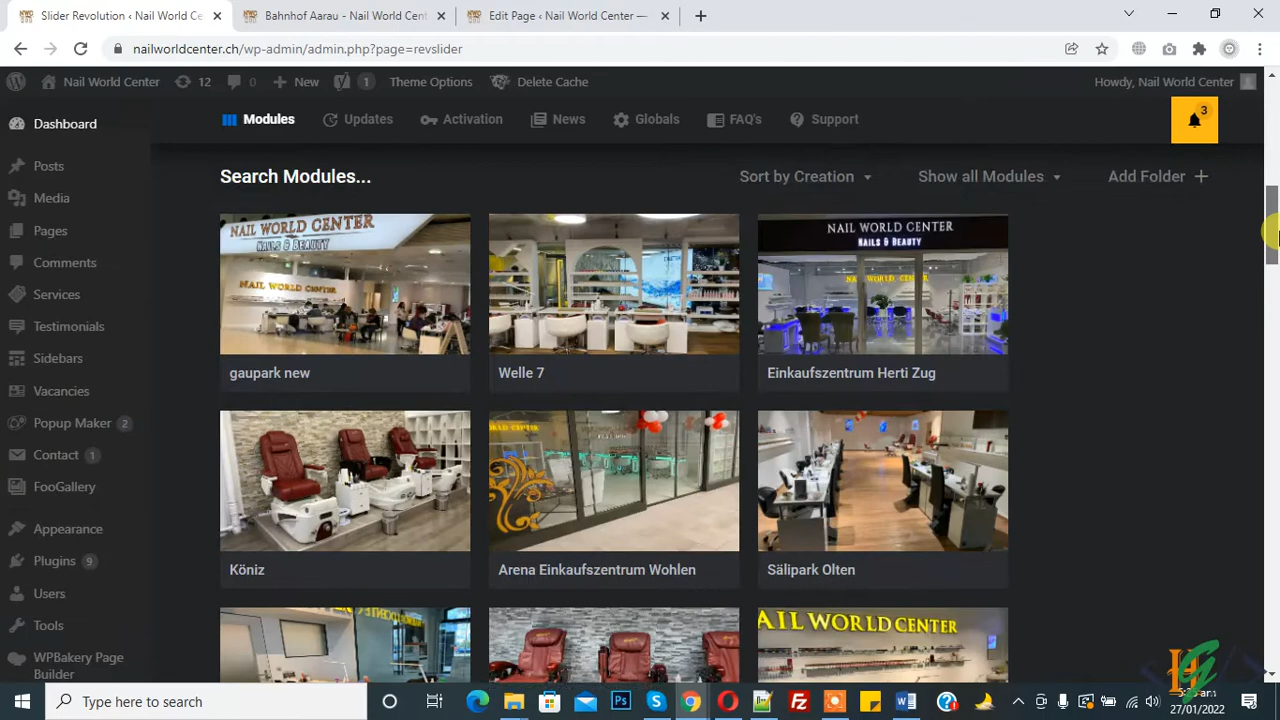 Slider Revolution ‹ Nail World Ce
Bahnhof Aarau - Nail World Cent
Edit Page ‹ Nail World Center —
nailworldcenter.ch/wp-admin/admin.php?page=revslider
Nail World Center
12
0
New
1
Theme Options
Delete Cache
Howdy, Nail World Center
Dashboard
Posts
Media
Pages
Comments
Services
Testimonials
Sidebars
Vacancies
Popup Maker 2
Contact 1
FooGallery
Appearance
Plugins 9
Users
Tools
WPBakery Page
Builder
Modules
Updates
Activation
News
Globals
FAQ's
Support
3
Search Modules...
Sort by Creation
Show all Modules
Add Folder
NAIL WORLD CENTER
NAILS & BEAUTY
NAIL WORLD CENTER
gaupark new
Welle 7
NAIL WORLD CENTER
NAILS & BEAUTY
Einkaufszentrum Herti Zug
Köniz
Arena Einkaufszentrum Wohlen
Sälipark Olten
AIL WORLD CENTER
Type here to search
27/01/2022